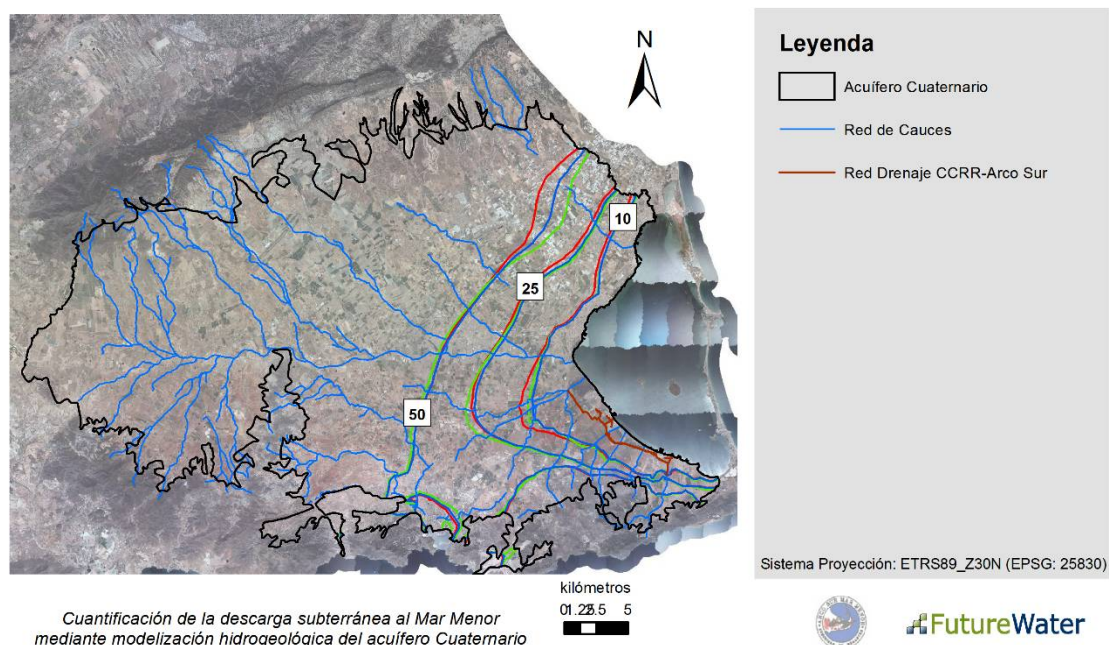 N
10
25
50
Leyenda
Acuífero Cuaternario
Red de Cauces
Red Drenaje CCRR-Arco Sur
Sistema Proyección: ETRS89_Z30N (EPSG: 25830)
kilómetros
5
Cuantificación de la descarga subterránea al Mar Menor
mediante modelización hidrogeológica del acuífero Cuaternario
FutureWater